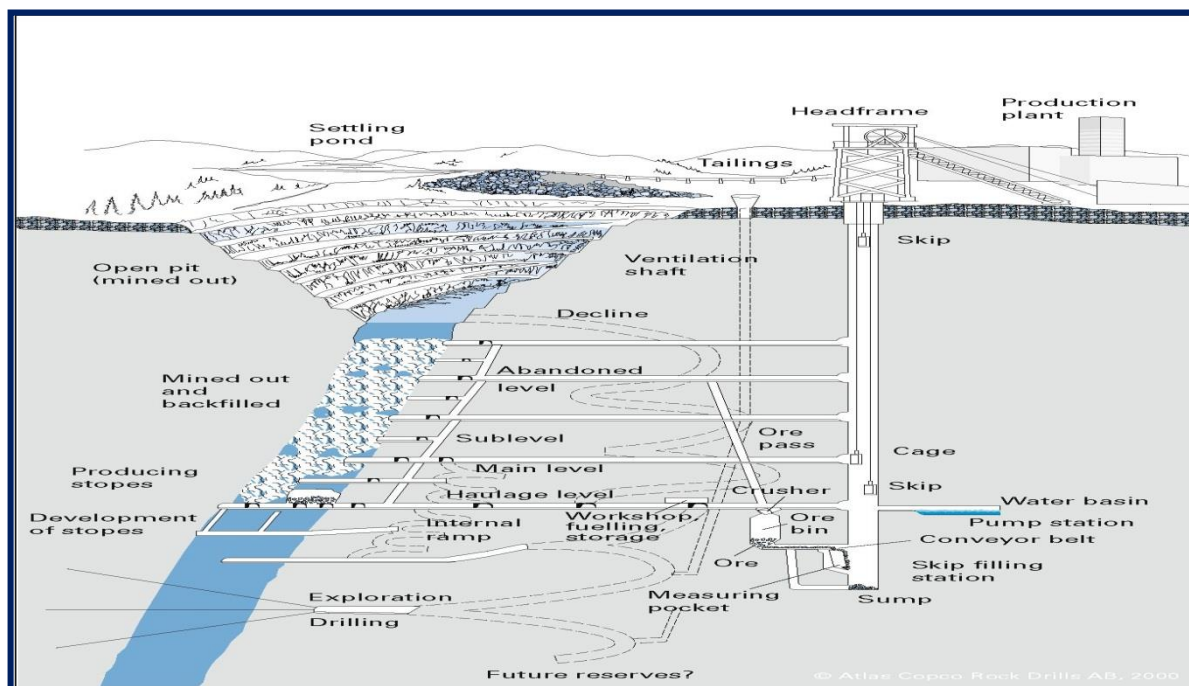 Headframe
Production
plant
Settling
pond
Tailings
Skip
Open pit
(mined out)
Ventilation
shaft
Decline
Mined out
and
backfilled
Abandoned
level
Ore
pass
Sublevel
Cage
Producing
stopes
Main level
Skip
Haulage level
Crusher
Water basin
Development
of stopes
Internal
ramp
Workshop,
fuelling,
storage
Ore
bin
Pump station
Conveyor belt
Ore
Skip filling
station
Exploration
Drilling
Measuring
pocket
Sump
Future reserves?
© Atlas Copco Rock Drills AB, 2000